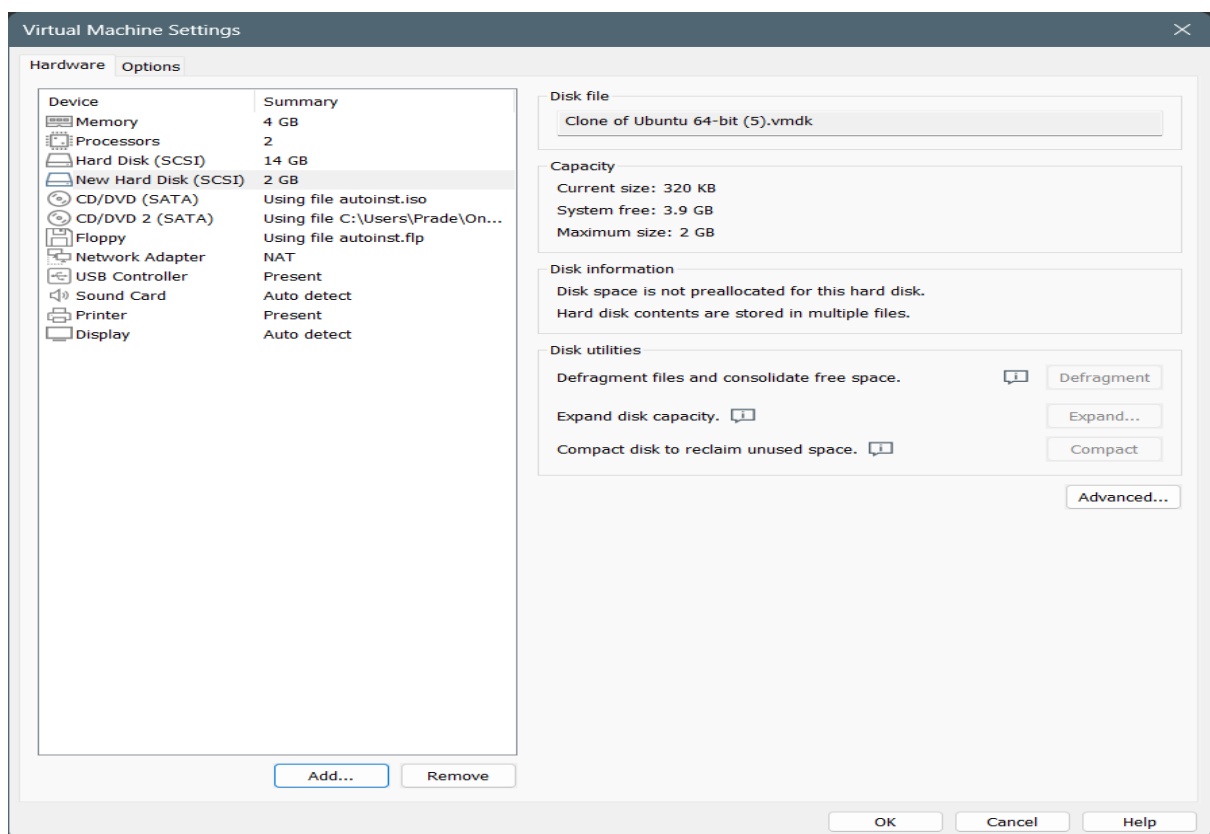 Virtual Machine Settings
Hardware Options
Device Summary
Memory 4 GB
Processors 2
Hard Disk (SCSI) 14 GB
New Hard Disk (SCSI) 2 GB
CD/DVD (SATA) Using file autoinst.iso
CD/DVD 2 (SATA) Using file C:\Users\Prade\On...
Floppy Using file autoinst.flp
Network Adapter NAT
USB Controller Present
Sound Card Auto detect
Printer Present
Display Auto detect
Add... Remove
Disk file
Clone of Ubuntu 64-bit (5).vmdk
Capacity
Current size: 320 KB
System free: 3.9 GB
Maximum size: 2 GB
Disk information
Disk space is not preallocated for this hard disk.
Hard disk contents are stored in multiple files.
Disk utilities
Defragment files and consolidate free space. Defragment
Expand disk capacity. Expand...
Compact disk to reclaim unused space. Compact
Advanced...
OK Cancel Help